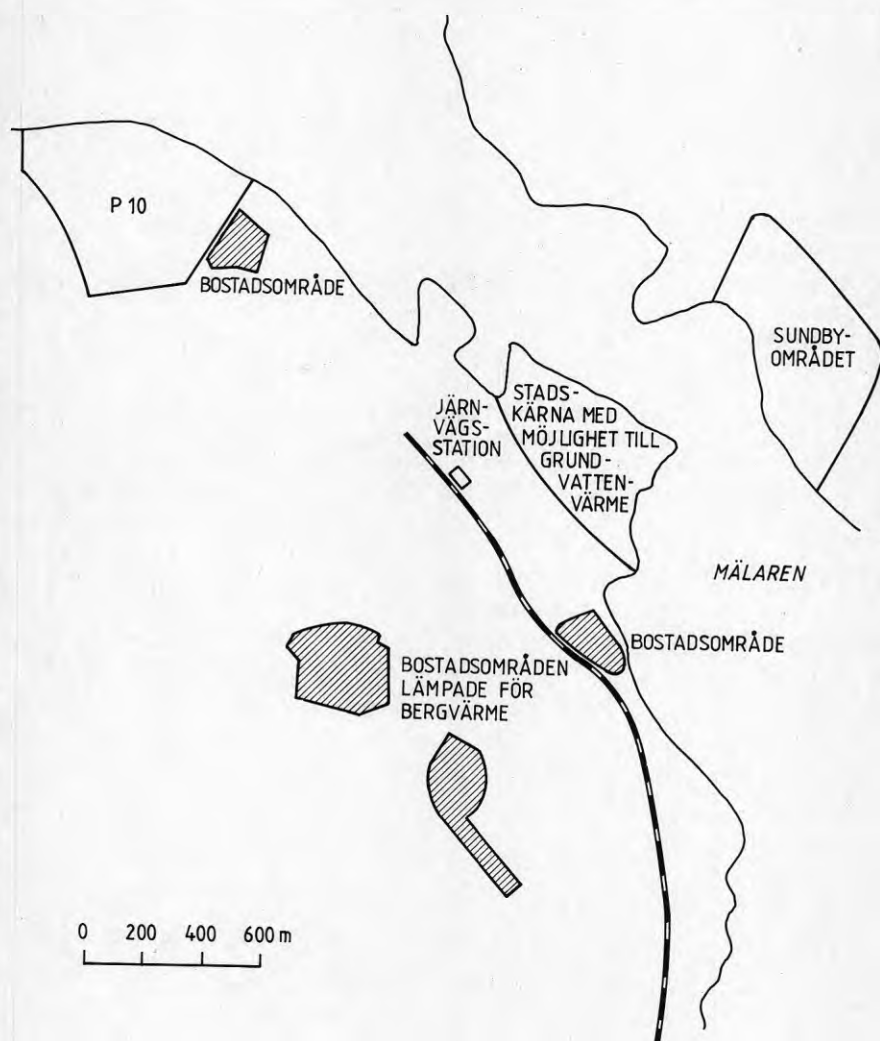 P 10
BOSTADSOMRÅDE
SUNDBY-
OMRÅDET
JÄRN-
VÄGS-
STATION
STADS-
KÄRNA MED
MÖJLIGHET TILL
GRUND-
VATTEN-
VÄRME
MÄLAREN
BOSTADSOMRÅDE
BOSTADSOMRÅDEN
LÄMPADE FÖR
BERGVÄRME
0 200 400 600 m